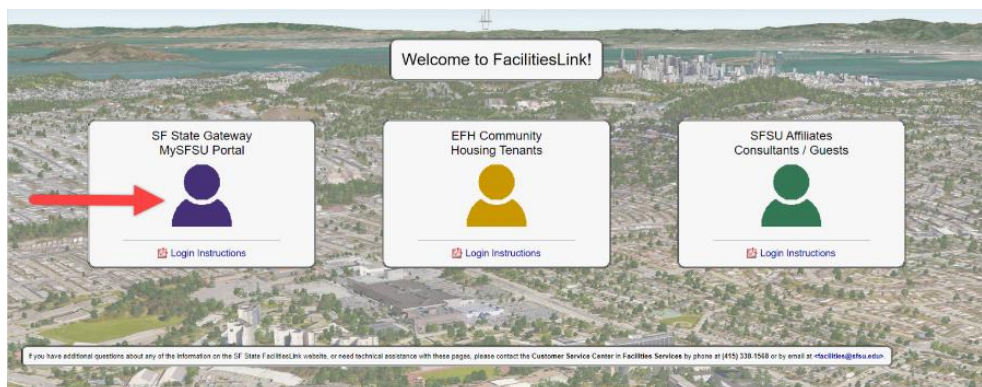 Welcome to FacilitiesLink!
SF State Gateway
MySFSU Portal
Login Instructions
EFH Community
Housing Tenants
Login Instructions
SFSU Affiliates
Consultants / Guests
Login Instructions
If you have additional questions about any of the information on the SF State FacilitiesLink website, or need technical assistance with these pages, please contact the Customer Service Center in Facilities Services by phone at (415) 338-1568 or by email at <facilities@sfsu.edu>.